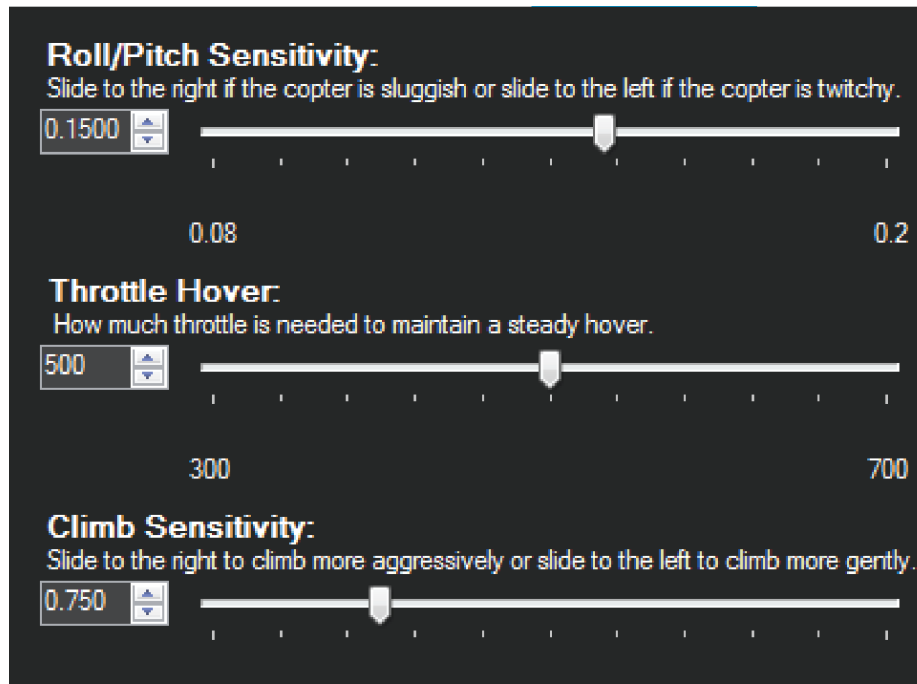 Roll/Pitch Sensitivity:
Slide to the right if the copter is sluggish or slide to the left if the copter is twitchy.
0.1500
0.08 0.2
Throttle Hover:
How much throttle is needed to maintain a steady hover.
500
300 700
Climb Sensitivity:
Slide to the right to climb more aggressively or slide to the left to climb more gently.
0.750